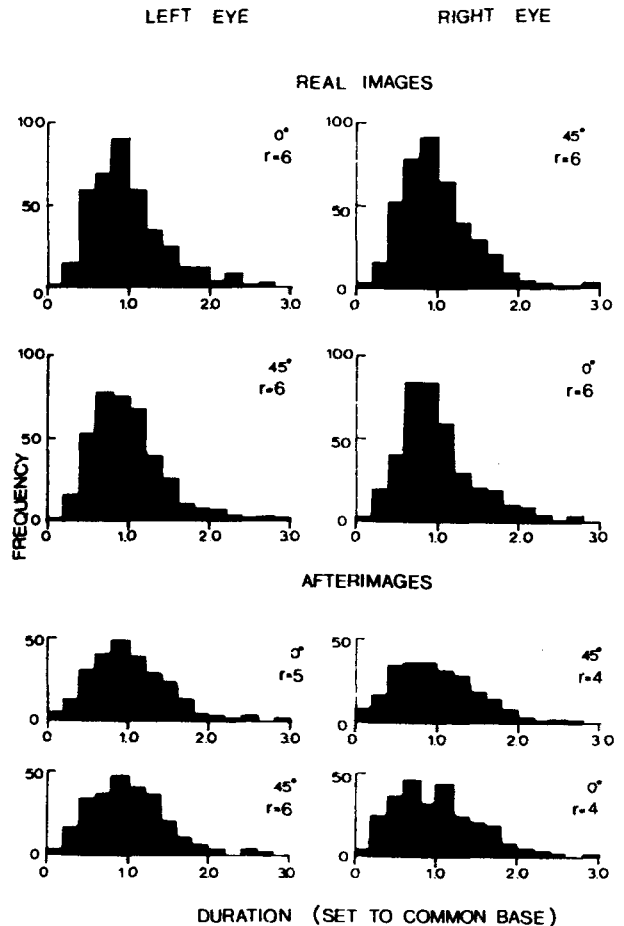 LEFT EYE RIGHT EYE
REAL IMAGES
100
50
0
0 1.0 2.0 3.0
0°
r=6
100
50
0
0 1.0 2.0 3.0
45°
r=6
100
50
0
0 1.0 2.0 3.0
45°
r=6
100
50
0
0 1.0 2.0 3.0
0°
r=6
FREQUENCY
AFTERIMAGES
50
0
0 1.0 2.0 3.0
0°
r=5
50
0
0 1.0 2.0 3.0
45°
r=4
50
0
0 1.0 2.0 3.0
45°
r=6
50
0
0 1.0 2.0 3.0
0°
r=4
DURATION (SET TO COMMON BASE)